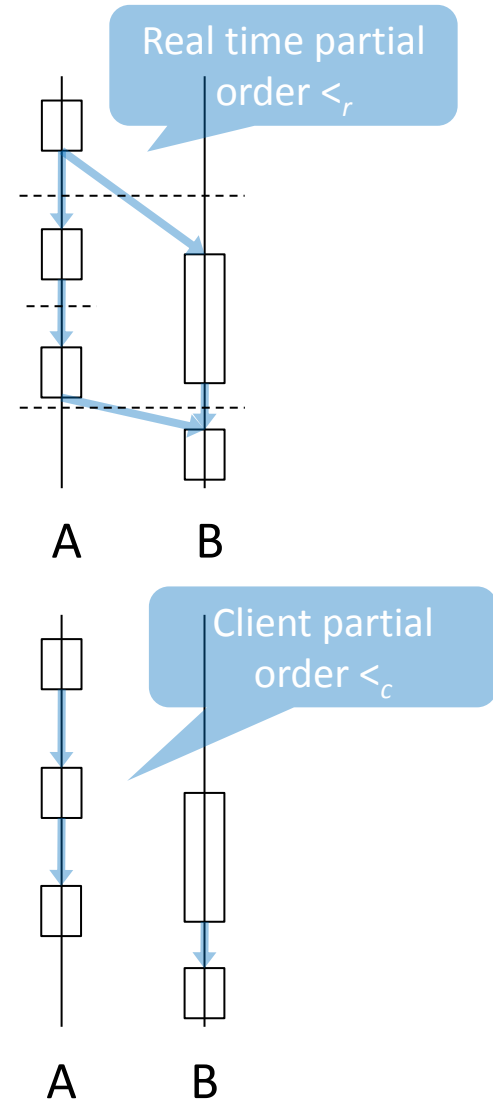 Real time partial
order <r
A B
Client partial
order <c
A B